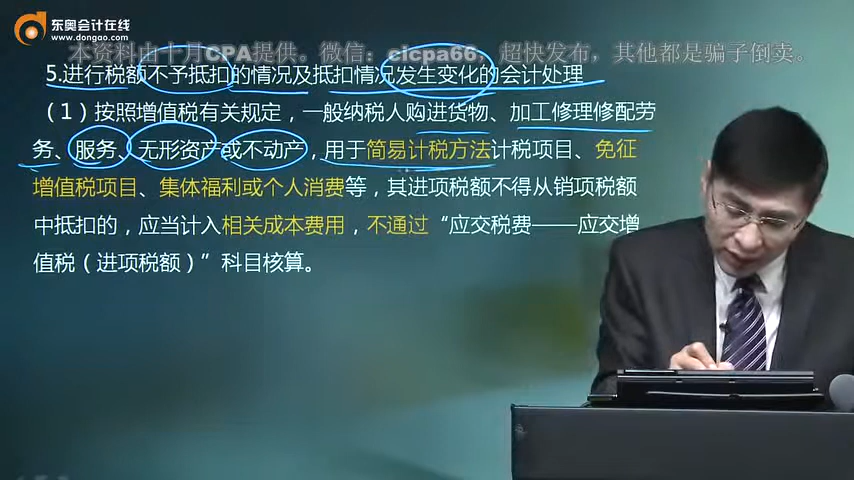 东奥会计在线
www.dongao.com
本资料由十月CPA提供。微信：cicpa66，超快发布，其他都是骗子倒卖。
5.进行税额不予抵扣的情况及抵扣情况发生变化的会计处理
（1）按照增值税有关规定，一般纳税人购进货物、加工修理修配劳
务、服务、无形资产或不动产，用于简易计税方法计税项目、免征
增值税项目、集体福利或个人消费等，其进项税额不得从销项税额
中抵扣的，应当计入相关成本费用，不通过“应交税费——应交增
值税（进项税额）”科目核算。